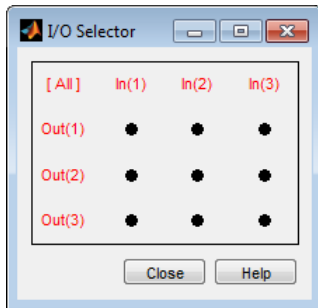 I/O Selector
[ All ] In(1) In(2) In(3)
Out(1)
Out(2)
Out(3)
Close Help